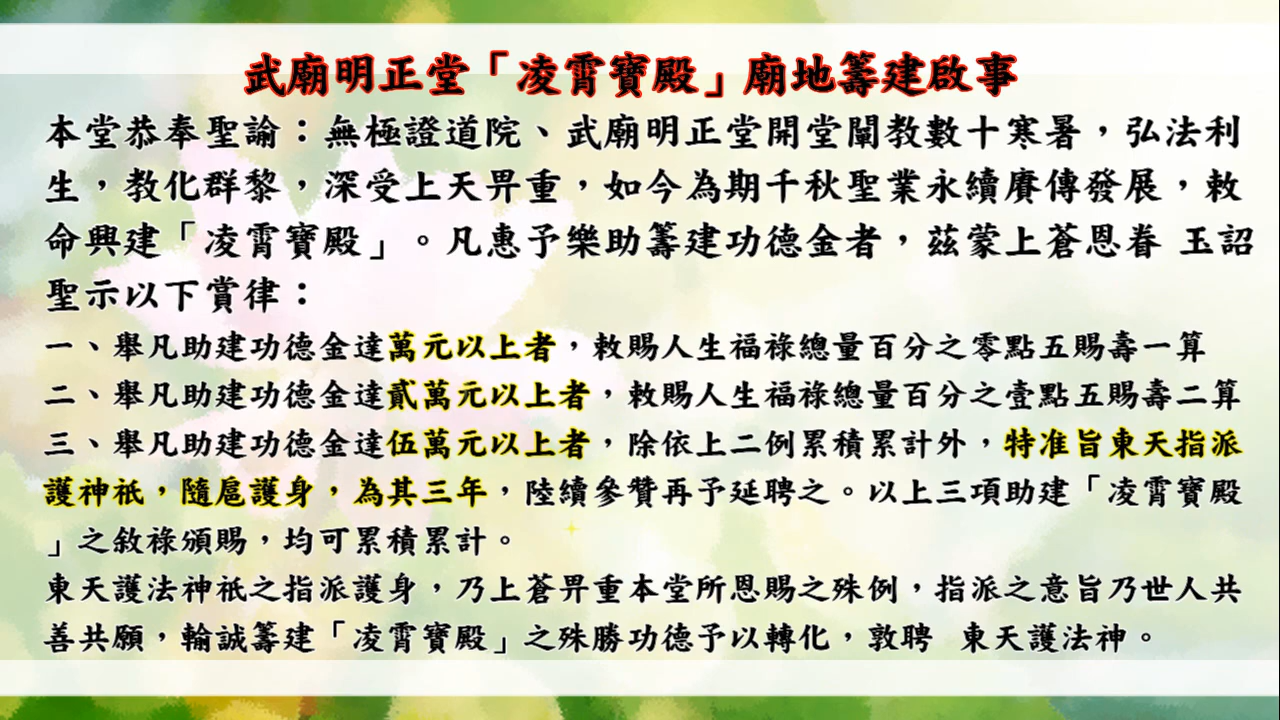 武廟明正堂「凌霄寶殿」廟地籌建啟事
本堂恭奉聖諭：無極證道院、武廟明正堂開堂闡教數十寒暑，弘法利
生，教化群黎，深受上天畀重，如今為期千秋聖業永續賡傳發展，敕
命興建「凌霄寶殿」。凡惠予樂助籌建功德金者，茲蒙上蒼恩眷 玉詔
聖示以下賞律：
一、舉凡助建功德金達萬元以上者，敕賜人生福祿總量百分之零點五賜壽一算
二、舉凡助建功德金達貳萬元以上者，敕賜人生福祿總量百分之壹點五賜壽二算
三、舉凡助建功德金達伍萬元以上者，除依上二例累積累計外，特准旨東天指派
護神祇，隨扈護身，為其三年，陸續參贊再予延聘之。以上三項助建「凌霄寶殿
」之敘祿頒賜，均可累積累計。
東天護法神祇之指派護身，乃上蒼畀重本堂所恩賜之殊例，指派之意旨乃世人共
善共願，輸誠籌建「凌霄寶殿」之殊勝功德予以轉化，敦聘 東天護法神。